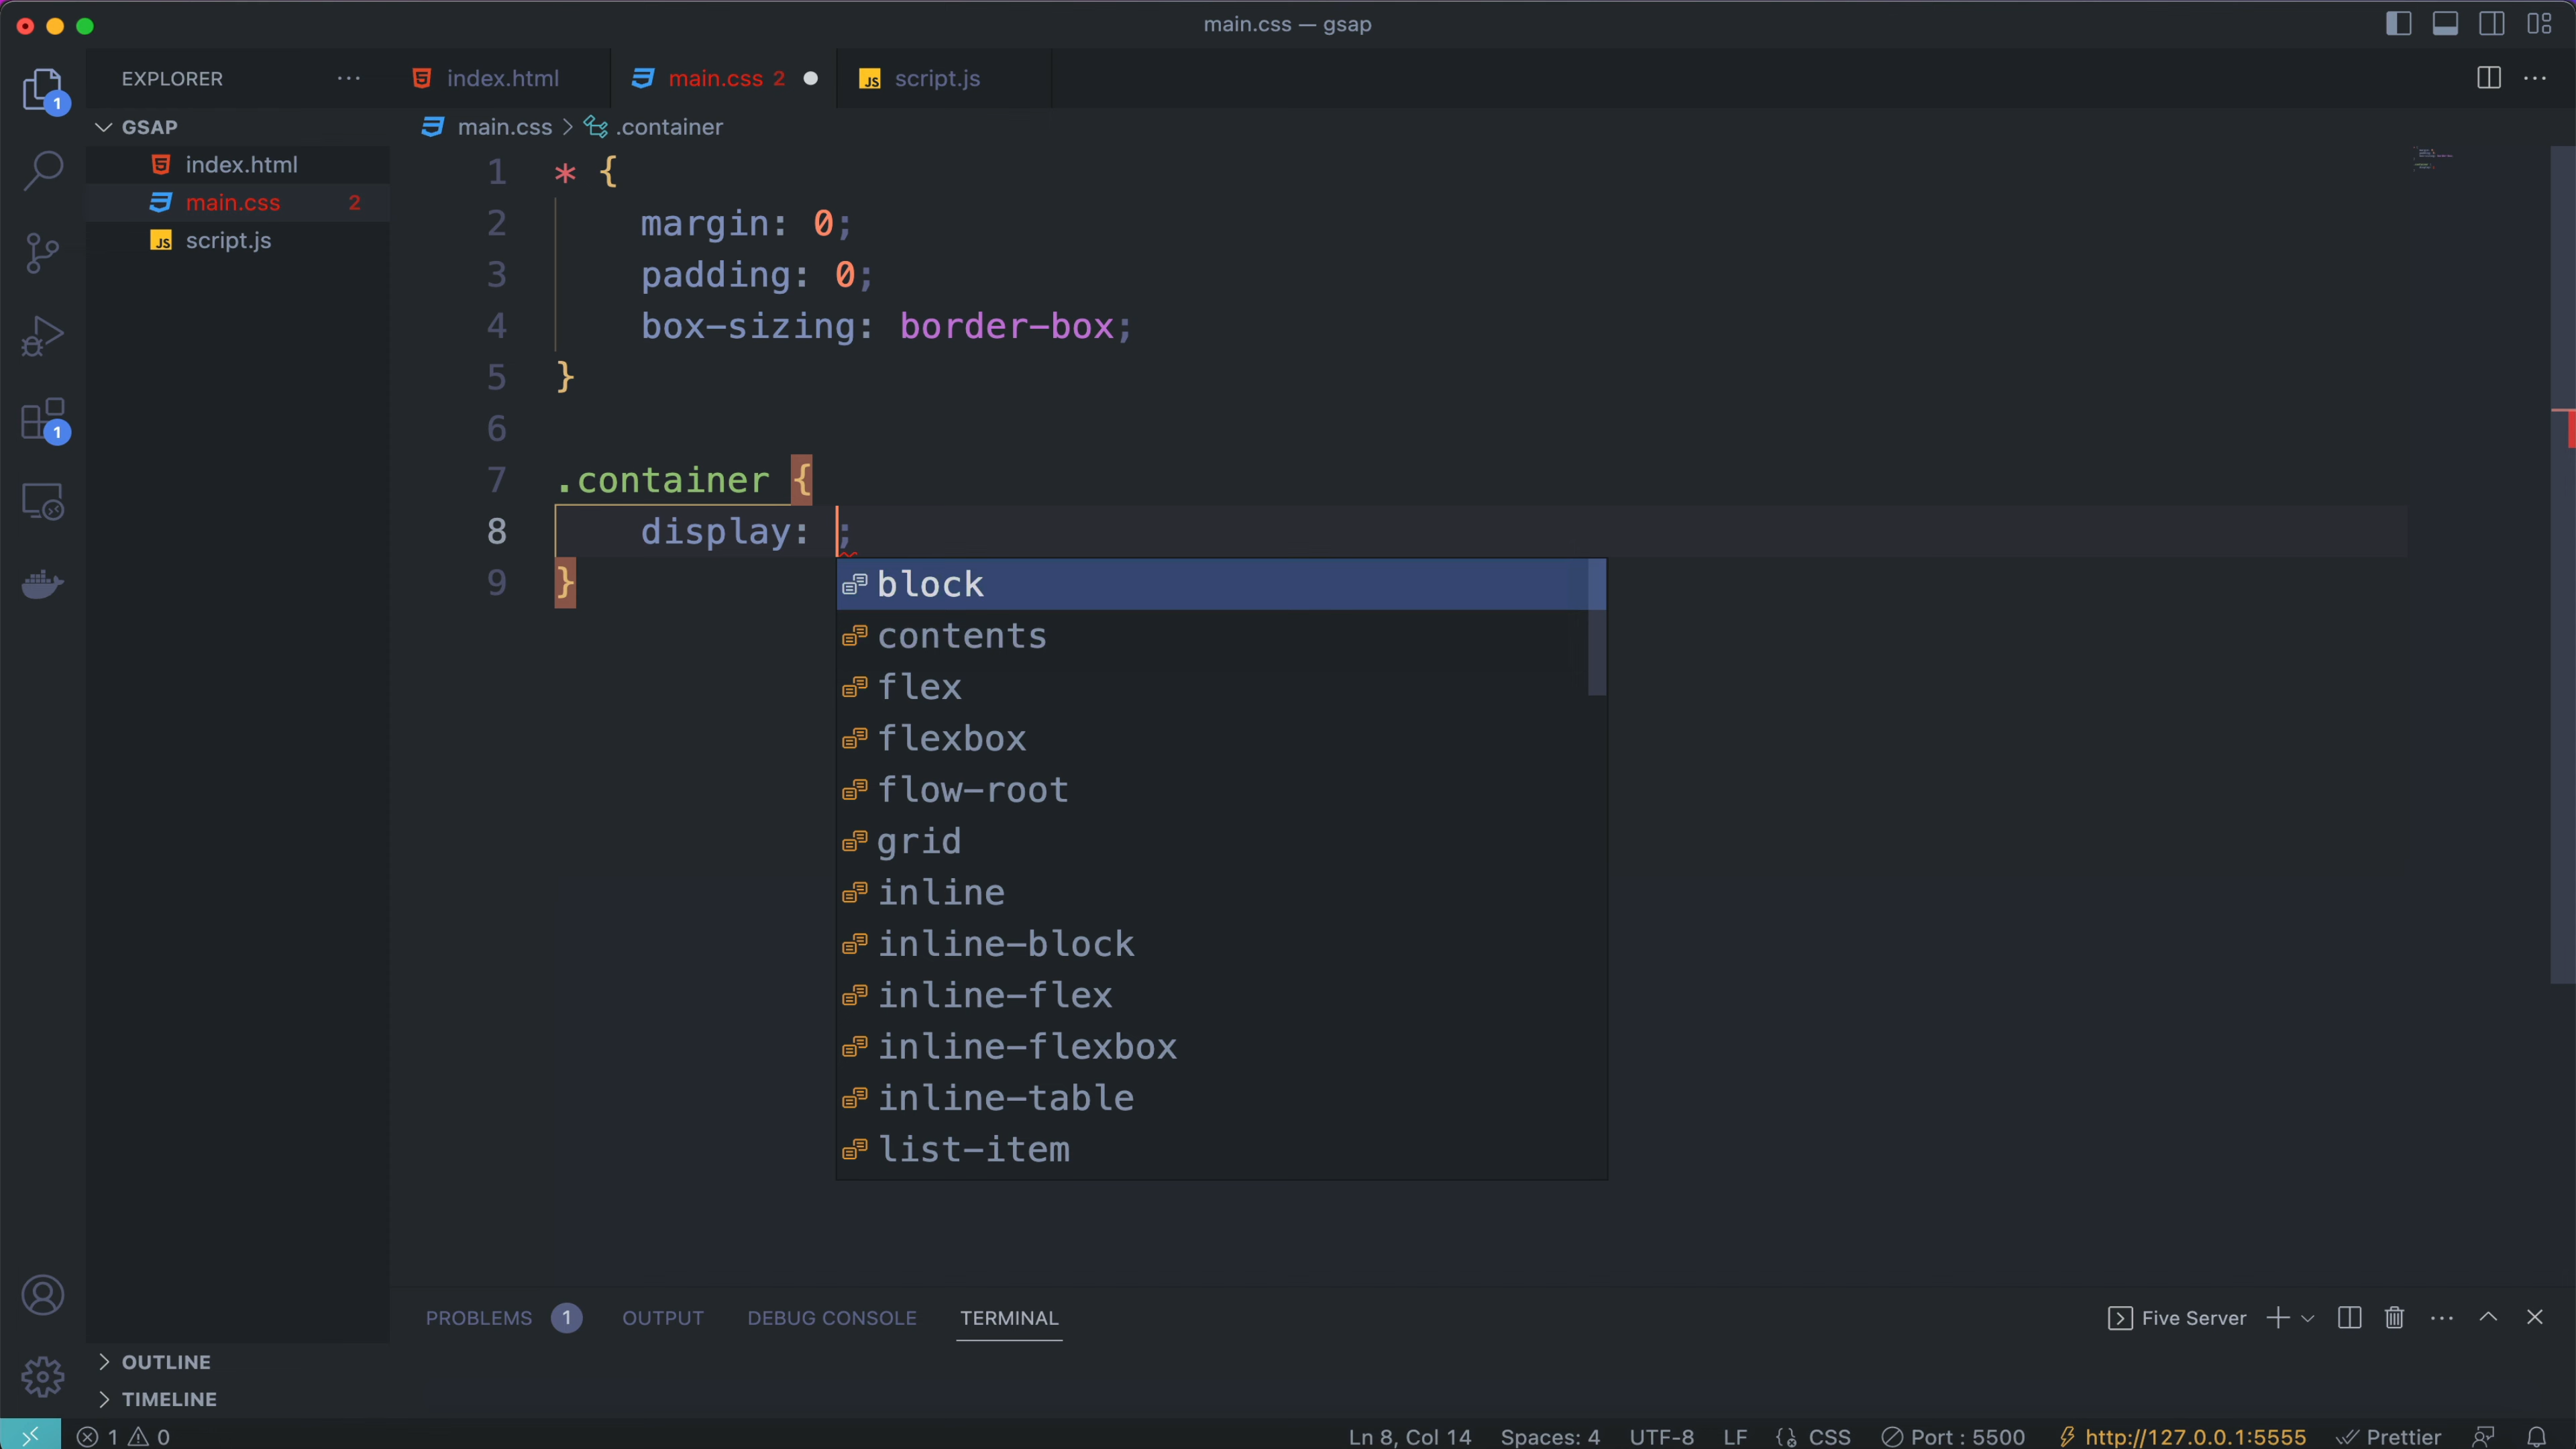 main.css — gsap
EXPLORER
index.html
main.css 2
script.js
1
GSAP
main.css > .container
index.html
main.css 2
script.js
1 * {
2 margin: 0;
3 padding: 0;
4 box-sizing: border-box;
5 }
6
7 .container {
8 display: ;
9 }
1
block
contents
flex
flexbox
flow-root
grid
inline
inline-block
inline-flex
inline-flexbox
inline-table
list-item
PROBLEMS 1 OUTPUT DEBUG CONSOLE TERMINAL
Five Server
OUTLINE
TIMELINE
1 0
Ln 8, Col 14 Spaces: 4 UTF-8 LF CSS Port : 5500 http://127.0.0.1:5555 Prettier